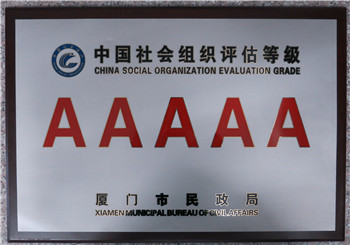 中国社会组织评估等级
CHINA SOCIAL ORGANIZATION EVALUATION GRADE
AAAAA
厦门市民政局
XIAMEN MUNICIPAL BUREAU OF CIVIL AFFAIRS